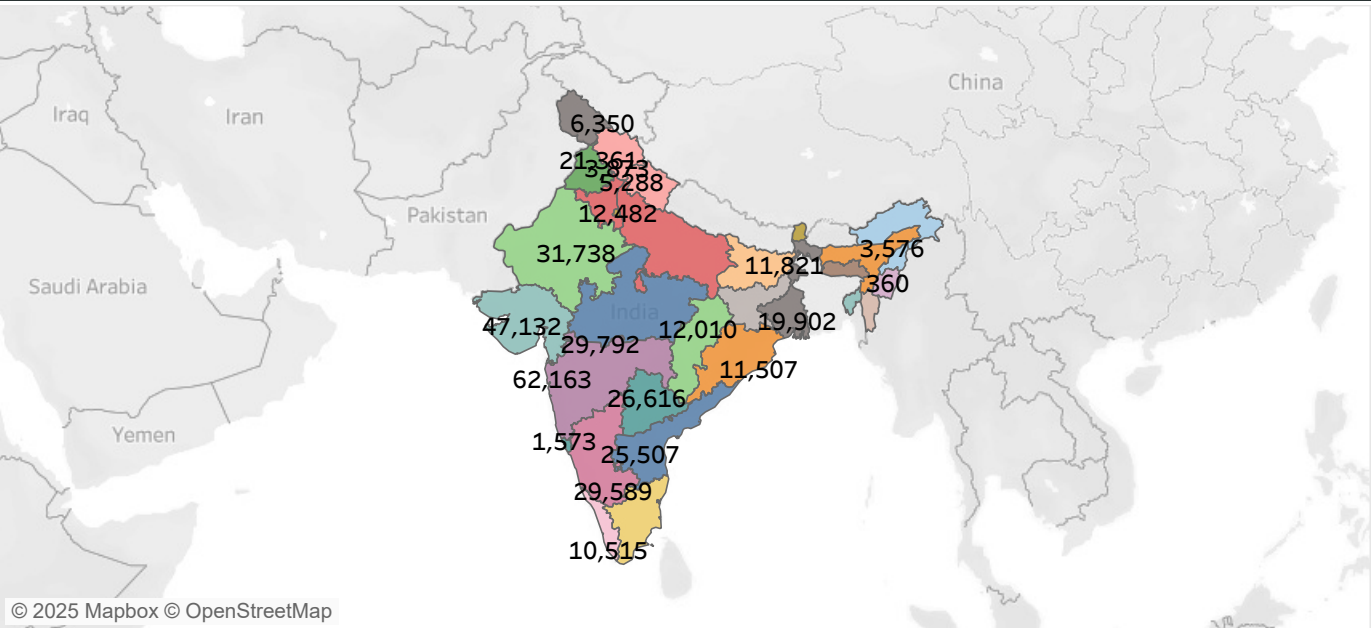 China
Iraq
Iran
6,350
21,361
3,873
5,288
Pakistan
12,482
31,738
3,576
11,821
360
Saudi Arabia
India
47,132
12,010
19,902
29,792
11,507
62,163
26,616
Yemen
1,573
25,507
29,589
10,515
© 2025 Mapbox © OpenStreetMap